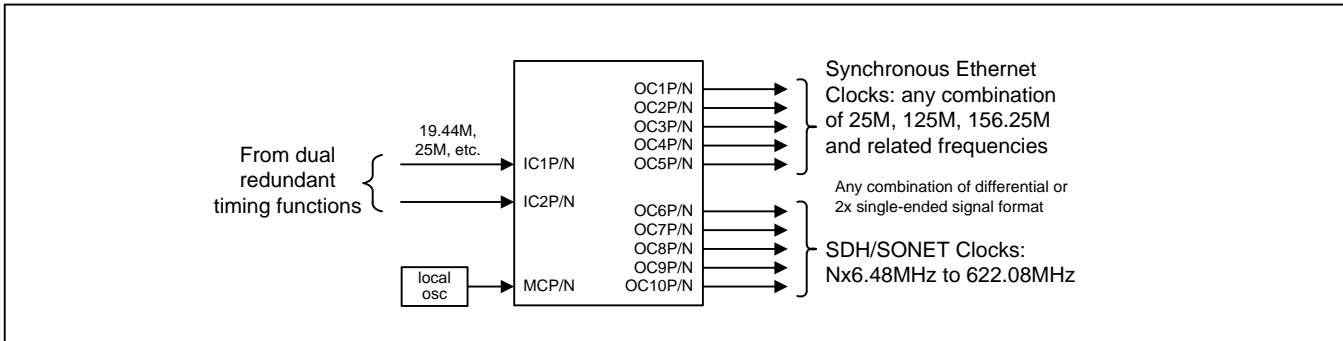 From dual
redundant
timing functions
19.44M,
25M, etc.
local
osc
IC1P/N
IC2P/N
MCP/N
OC1P/N
OC2P/N
OC3P/N
OC4P/N
OC5P/N
OC6P/N
OC7P/N
OC8P/N
OC9P/N
OC10P/N
Synchronous Ethernet
Clocks: any combination
of 25M, 125M, 156.25M
and related frequencies
Any combination of differential or
2x single-ended signal format
SDH/SONET Clocks:
Nx6.48MHz to 622.08MHz